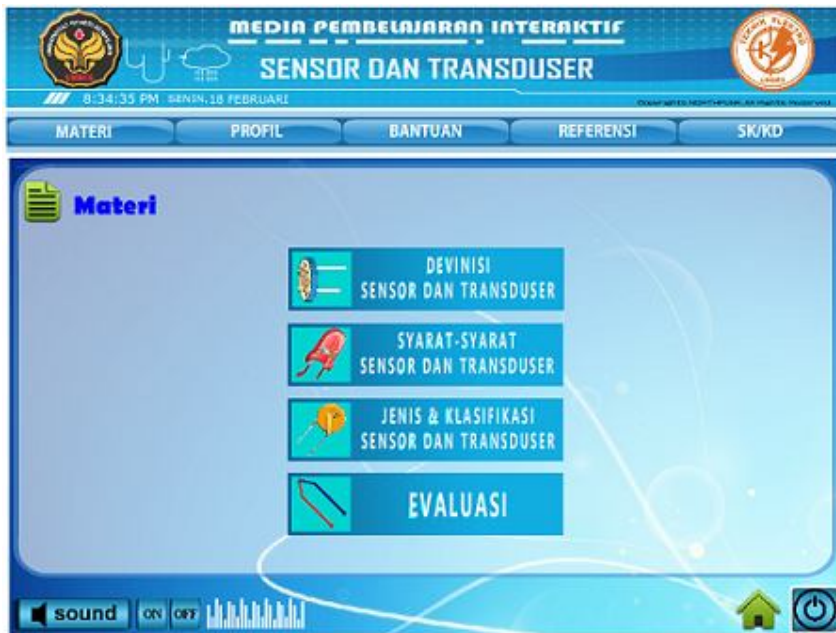 MEDIA PEMBELAJARAN INTERAKTIF
SENSOR DAN TRANSDUSER
8:34:35 PM SENIN, 18 FEBRUARI
MATERI PROFIL BANTUAN REFERENSI SK/KD
Materi
DEVINISI
SENSOR DAN TRANSDUSER
SYARAT-SYARAT
SENSOR DAN TRANSDUSER
JENIS & KLASIFIKASI
SENSOR DAN TRANSDUSER
EVALUASI
sound ON OFF